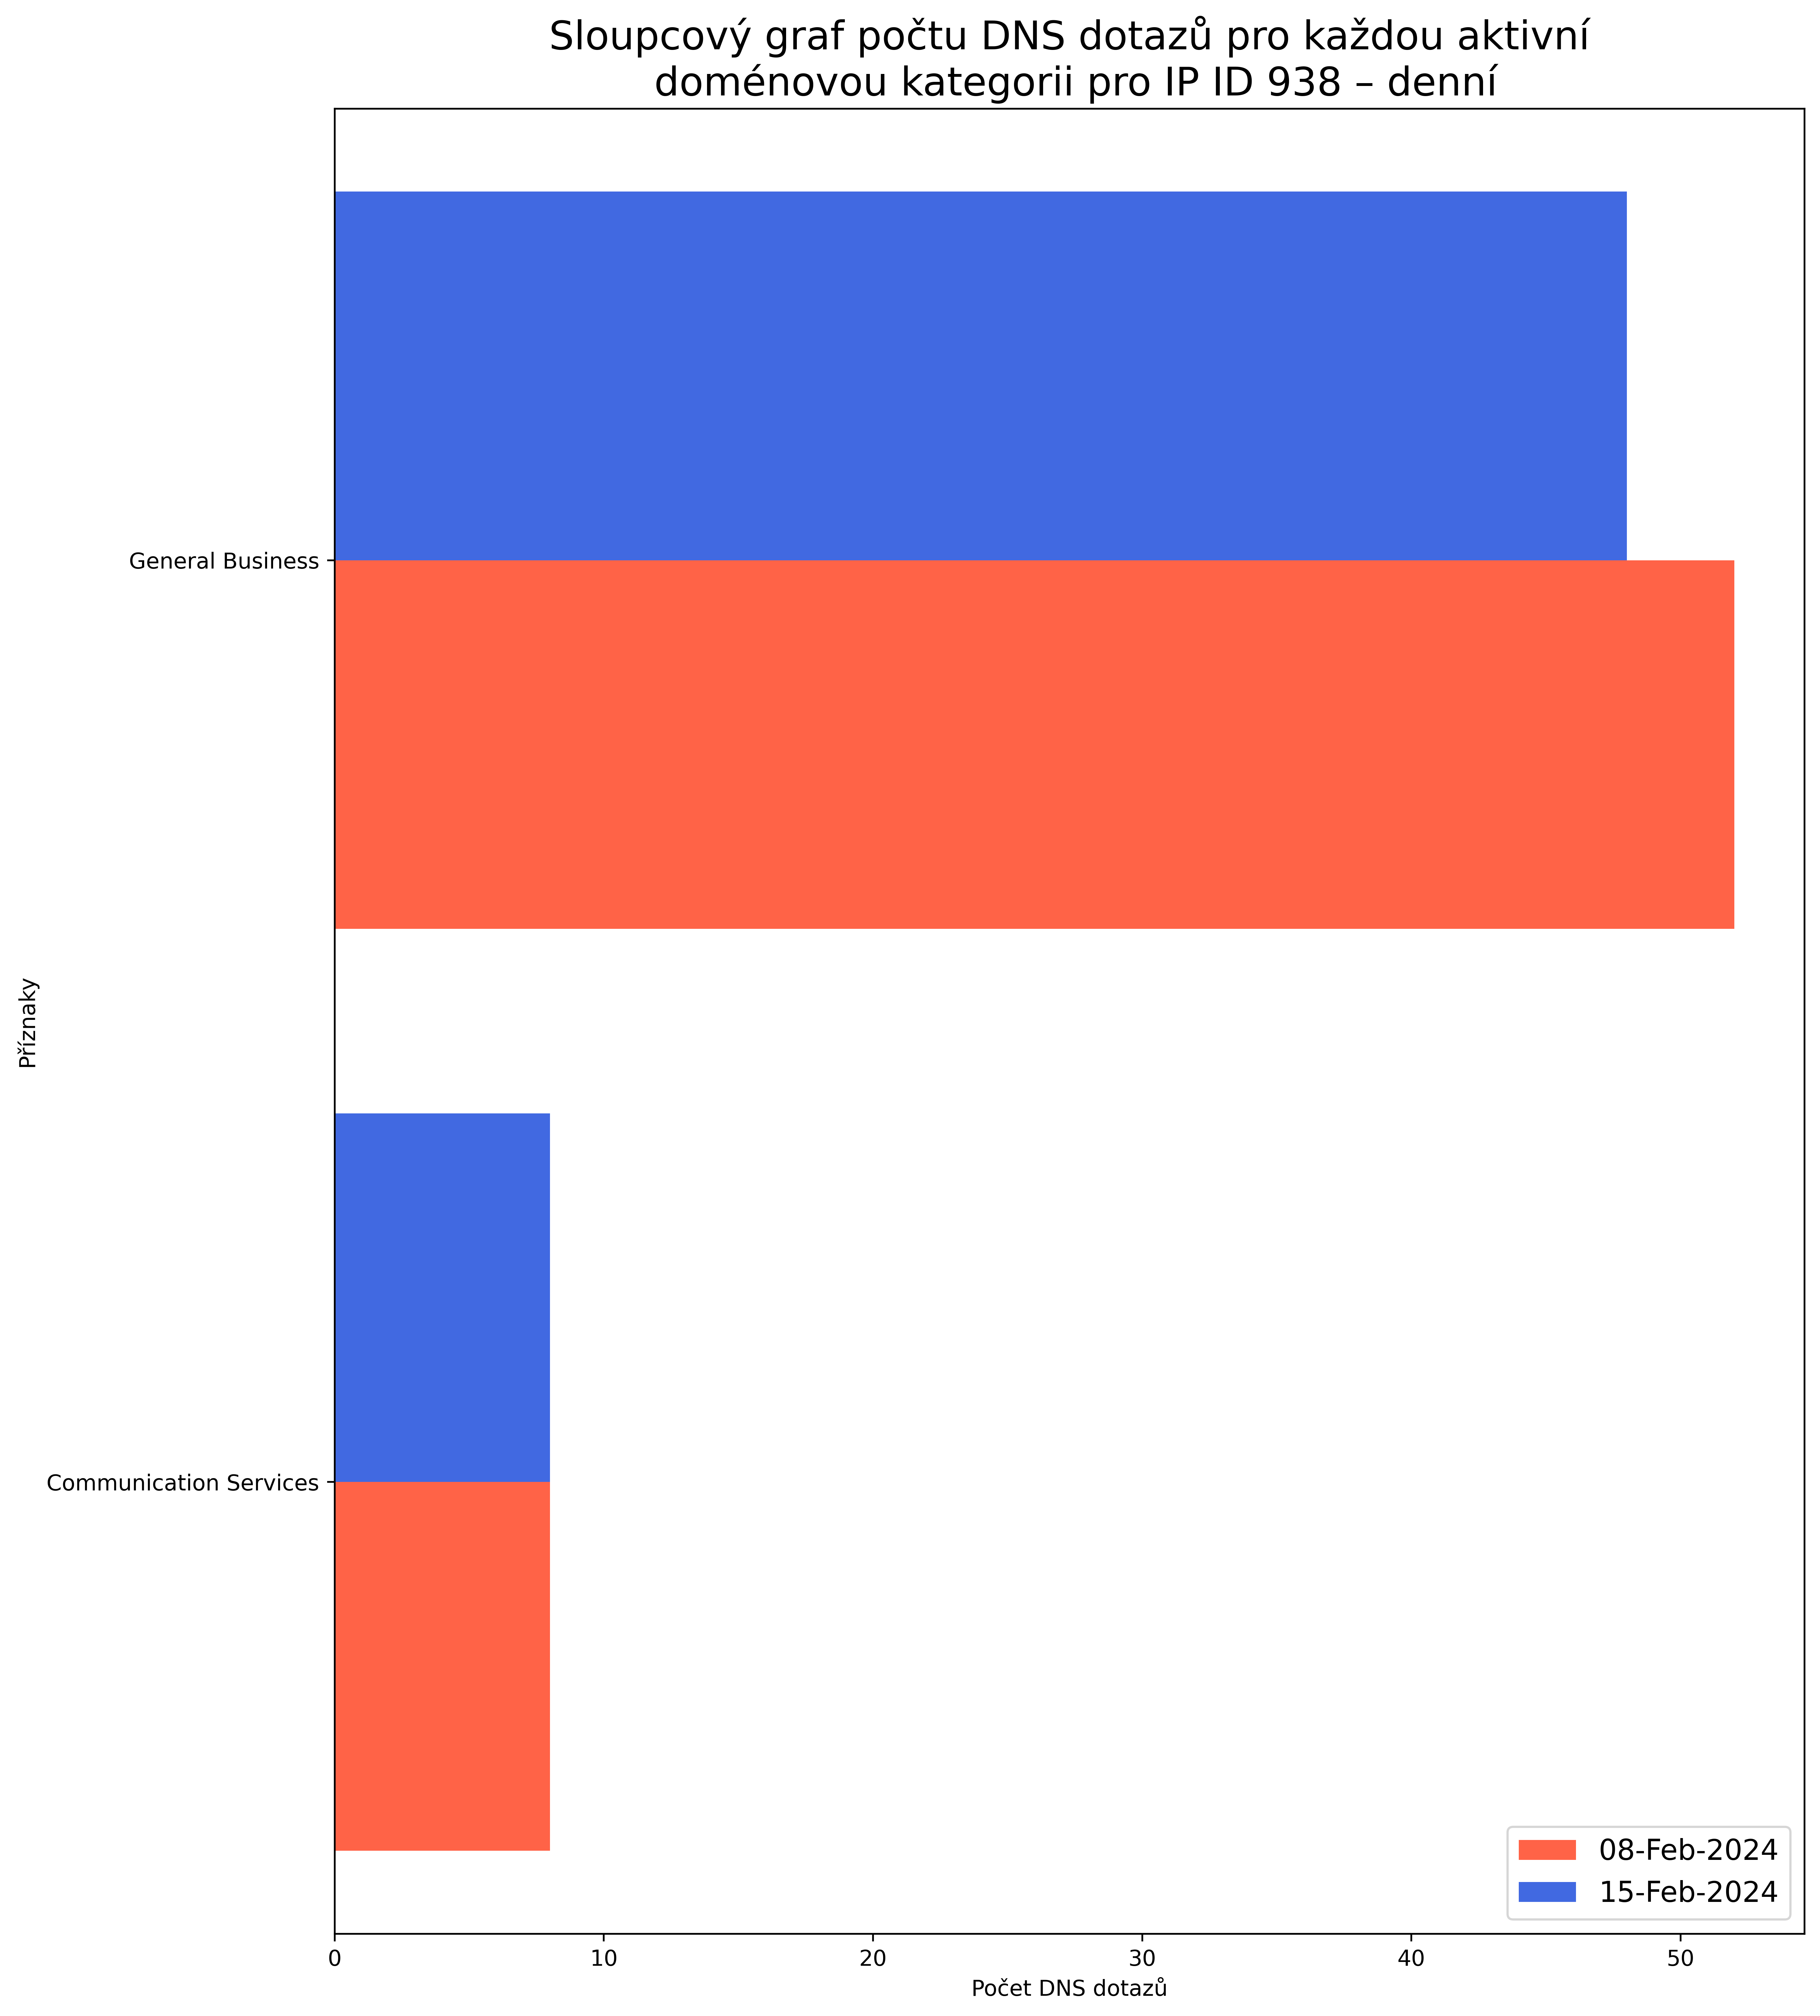 Sloupcový graf počtu DNS dotazů pro každou aktivní
doménovou kategorii pro IP ID 938 – denní
General Business
Příznaky
Communication Services
08-Feb-2024
15-Feb-2024
0 10 20 30 40 50
Počet DNS dotazů